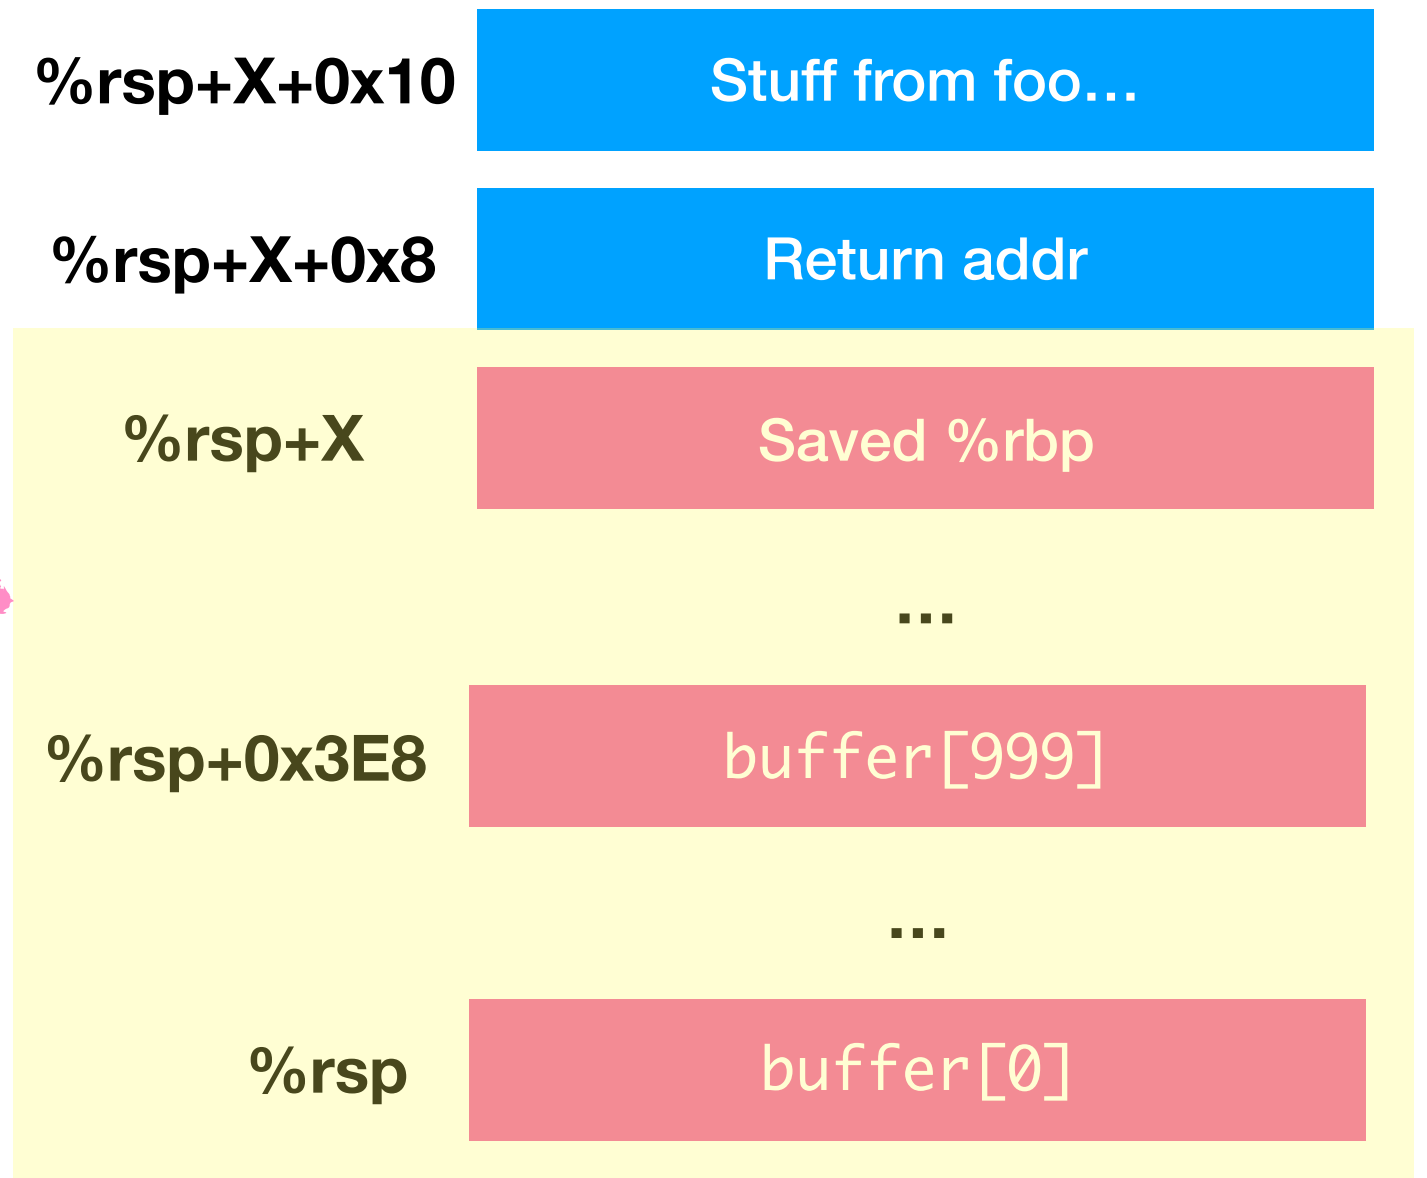 %rsp+X+0x10 Stuff from foo…
%rsp+X+0x8 Return addr
%rsp+X Saved %rbp
…
%rsp+0x3E8 buffer[999]
…
%rsp buffer[0]